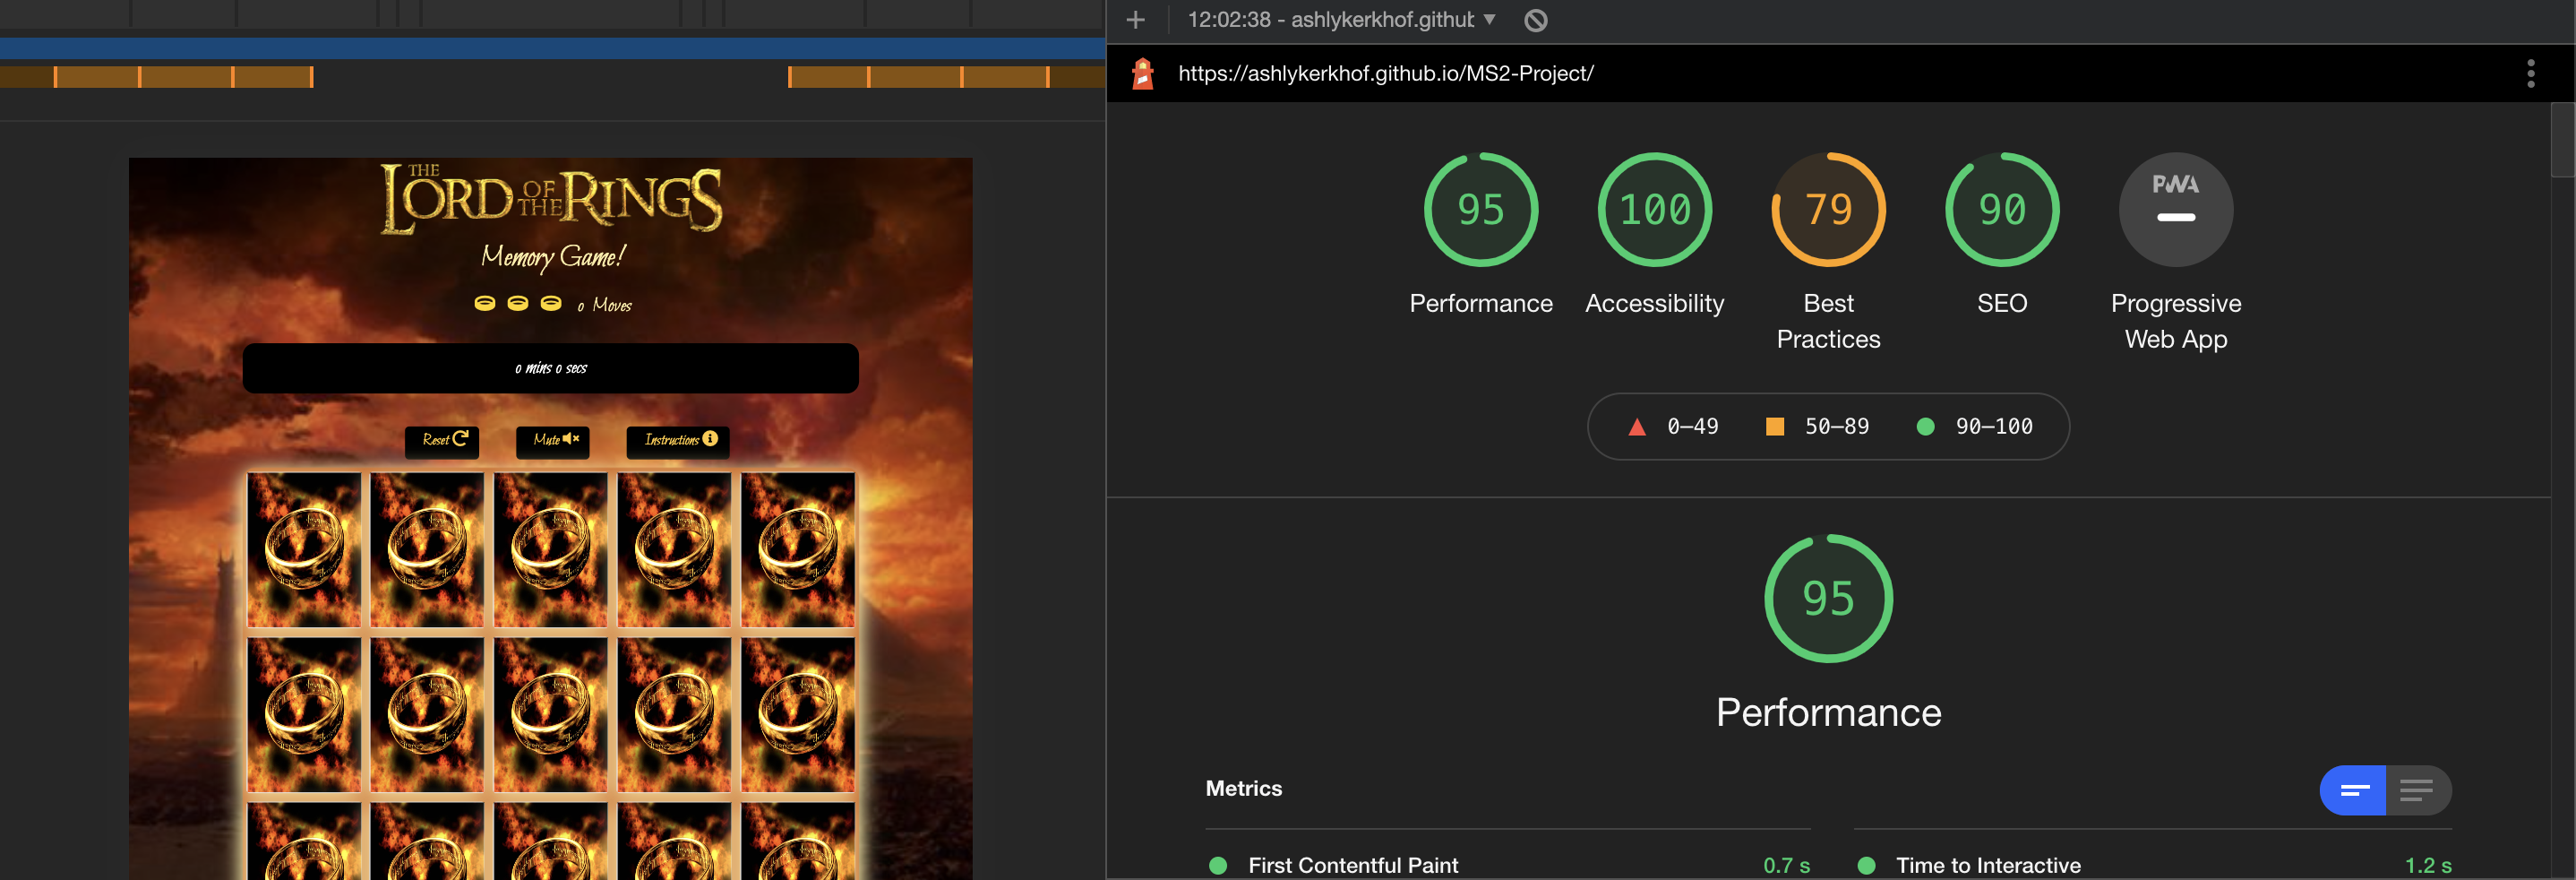 12:02:38 - ashlykerkhof.github
https://ashlykerkhof.github.io/MS2-Project/
THE LORD OF THE RINGS
Memory Game!
0 Moves
0 mins 0 secs
Reset
Mute
Instructions
95
100
79
90
PWA
Performance
Accessibility
Best Practices
SEO
Progressive Web App
0–49
50–89
90–100
95
Performance
Metrics
First Contentful Paint 0.7 s
Time to Interactive 1.2 s